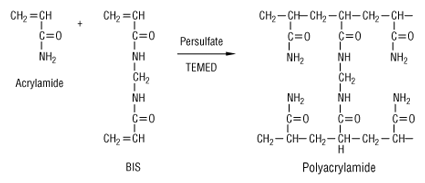 CH₂=CH
C=O
NH₂
Acrylamide
+
CH₂=CH
C=O
NH
CH₂
NH
C=O
CH₂=CH
BIS
Persulfate
TEMED
CH₂–CH–CH₂–CH–CH₂–CH–
C=O C=O C=O
NH₂ NH NH₂
CH₂
NH₂ NH NH₂
C=O C=O C=O
CH₂–CH–CH₂–CH–CH₂–CH–
H
Polyacrylamide